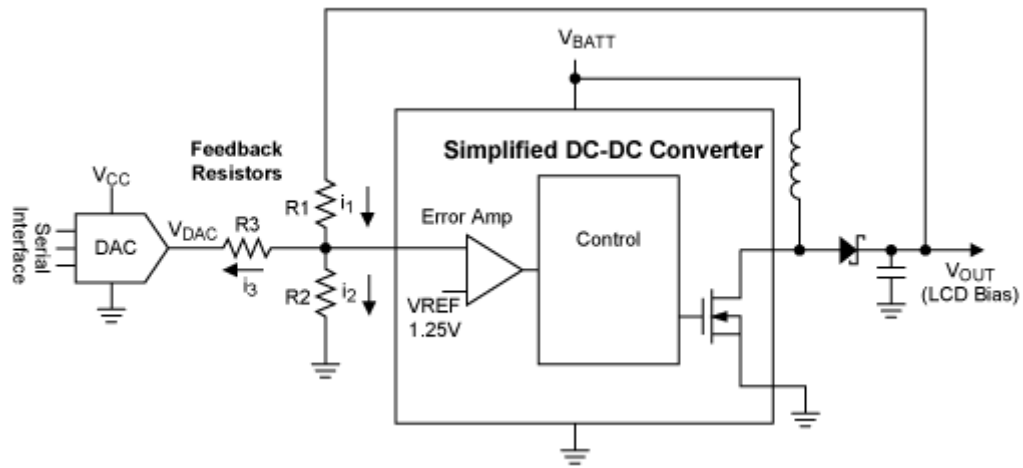 VBATT
Simplified DC-DC Converter
Feedback
Resistors
VCC
R1
i1
Error Amp
Control
Serial
Interface
DAC
VDAC
R3
i3
R2
i2
VREF
1.25V
VOUT
(LCD Bias)